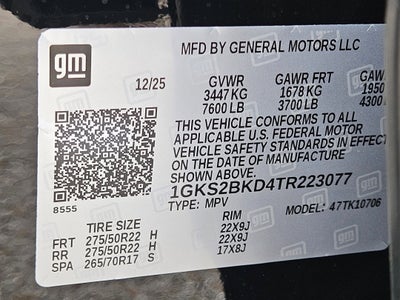 gm
MFD BY GENERAL MOTORS LLC
12/25 GVWR GAWR FRT GAW
3447 KG 1678 KG 1950
7600 LB 3700 LB 4300
THIS VEHICLE CONFORMS TO ALL
APPLICABLE U.S. FEDERAL MOTOR
VEHICLE SAFETY STANDARDS IN EFFECT
ON THE DATE OF MANUFACTURE
SHOWN ABOVE.
1GKS2BKD4TR223077
8555
TYPE: MPV MODEL: 47TK10706
TIRE SIZE RIM
FRT 275/50R22 H 22X9J
RR 275/50R22 H 22X9J
SPA 265/70R17 S 17X8J